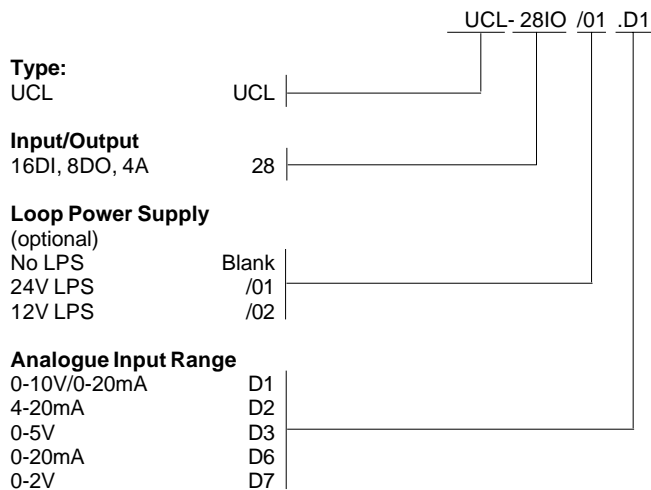 UCL- 28IO /01 .D1
Type:
UCL UCL
Input/Output
16DI, 8DO, 4A 28
Loop Power Supply
(optional)
No LPS Blank
24V LPS /01
12V LPS /02
Analogue Input Range
0-10V/0-20mA D1
4-20mA D2
0-5V D3
0-20mA D6
0-2V D7